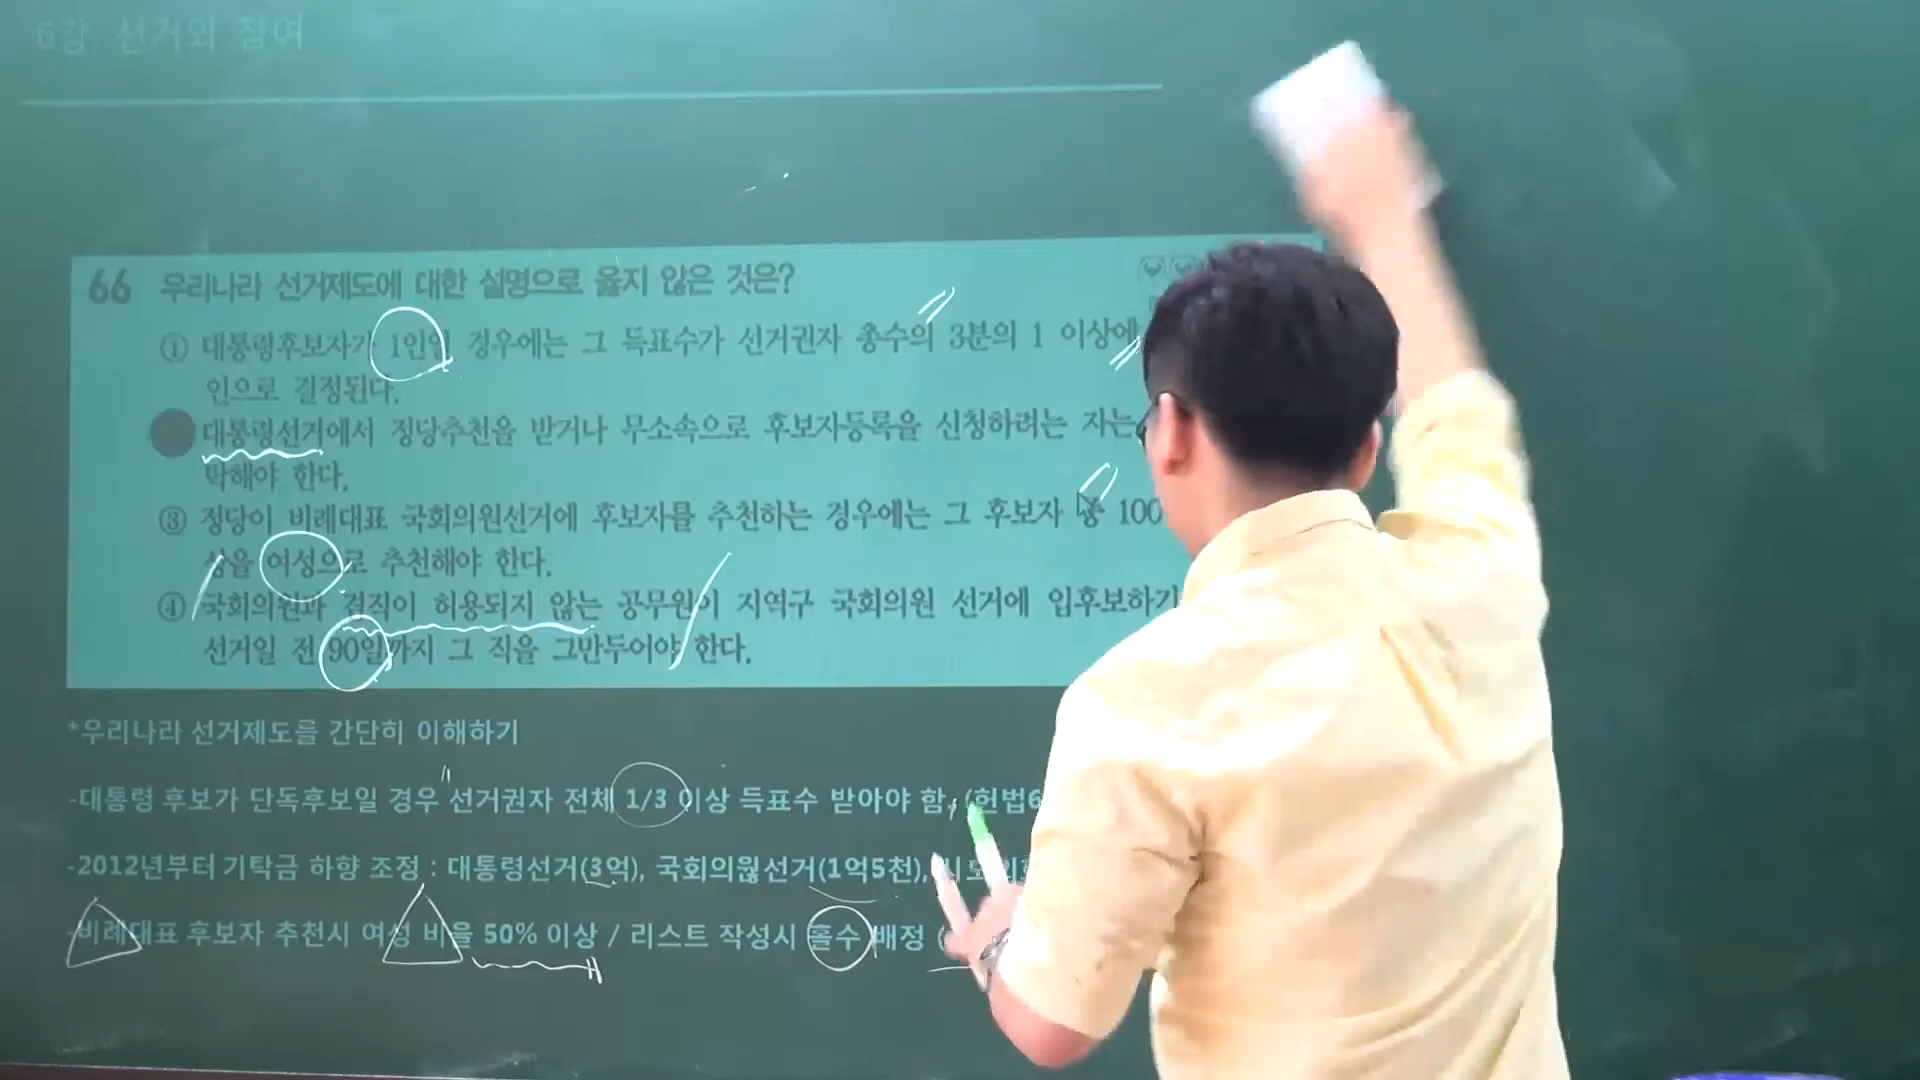 6강. 선거와 참여
66 우리나라 선거제도에 대한 설명으로 옳지 않은 것은?
① 대통령후보자가 1인인 경우에는 그 득표수가 선거권자 총수의 3분의 1 이상에
인으로 결정된다.
대통령선거에서 정당추천을 받거나 무소속으로 후보자등록을 신청하려는 자는
탁해야 한다.
③ 정당이 비례대표 국회의원선거에 후보자를 추천하는 경우에는 그 후보자 중 100
상을 여성으로 추천해야 한다.
④ 국회의원과 겸직이 허용되지 않는 공무원이 지역구 국회의원 선거에 입후보하기
선거일 전 90일까지 그 직을 그만두어야 한다.
*우리나라 선거제도를 간단히 이해하기
-대통령 후보가 단독후보일 경우 선거권자 전체 1/3 이상 득표수 받아야 함. (헌법6
-2012년부터 기탁금 하향 조정 : 대통령선거(3억), 국회의웒선거(1억5천),
-비례대표 후보자 추천시 여성 비율 50% 이상 / 리스트 작성시 홀수 배정 (